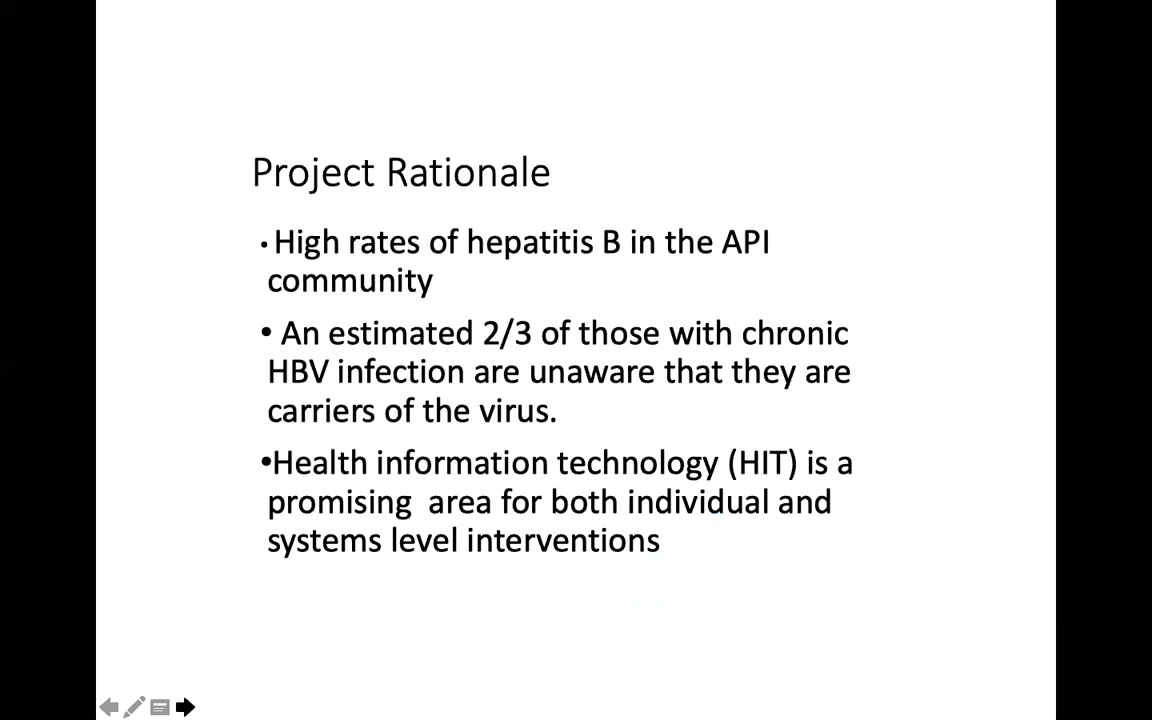 Project Rationale
• High rates of hepatitis B in the API
community
• An estimated 2/3 of those with chronic
HBV infection are unaware that they are
carriers of the virus.
•Health information technology (HIT) is a
promising  area for both individual and
systems level interventions